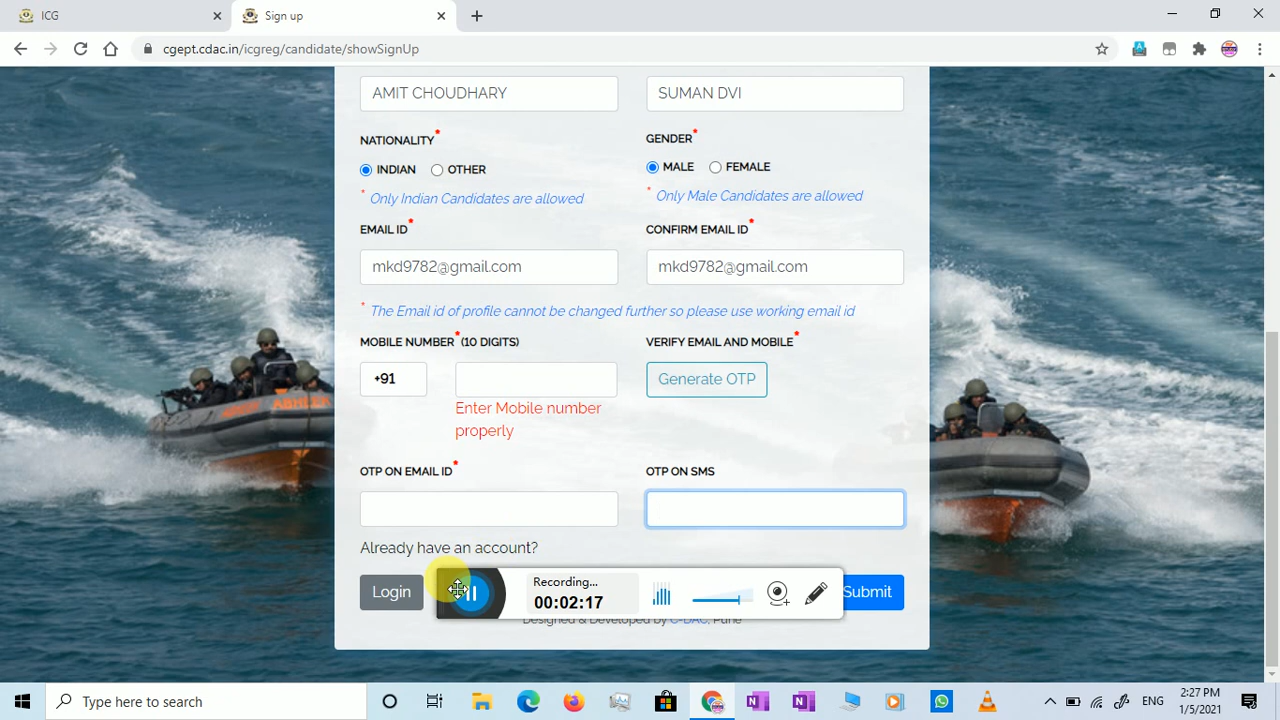 ICG
Sign up
cgept.cdac.in/icgreg/candidate/showSignUp
AMIT CHOUDHARY
SUMAN DVI
NATIONALITY*
GENDER*
INDIAN OTHER
MALE FEMALE
* Only Indian Candidates are allowed
* Only Male Candidates are allowed
EMAIL ID*
CONFIRM EMAIL ID*
mkd9782@gmail.com
mkd9782@gmail.com
* The Email id of profile cannot be changed further so please use working email id
MOBILE NUMBER*(10 DIGITS)
VERIFY EMAIL AND MOBILE*
+91
Generate OTP
Enter Mobile number
properly
OTP ON EMAIL ID*
OTP ON SMS
Already have an account?
Login
Recording...
00:02:17
Submit
Designed & Developed by C-DAC, Pune
Type here to search
ENG
2:27 PM
1/5/2021